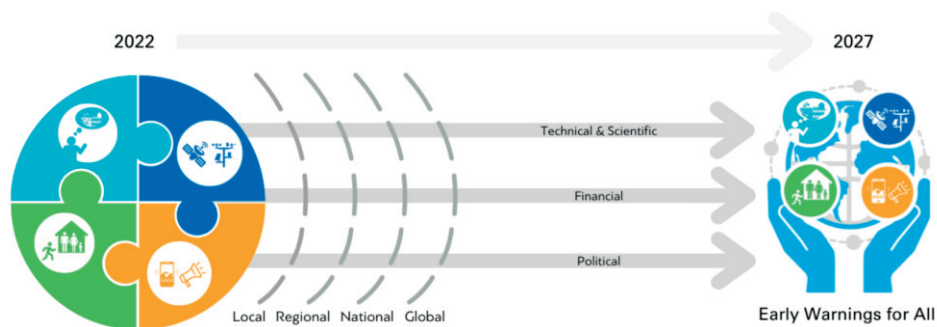 2022
2027
Technical & Scientific
Financial
Political
Local Regional National Global
Early Warnings for All